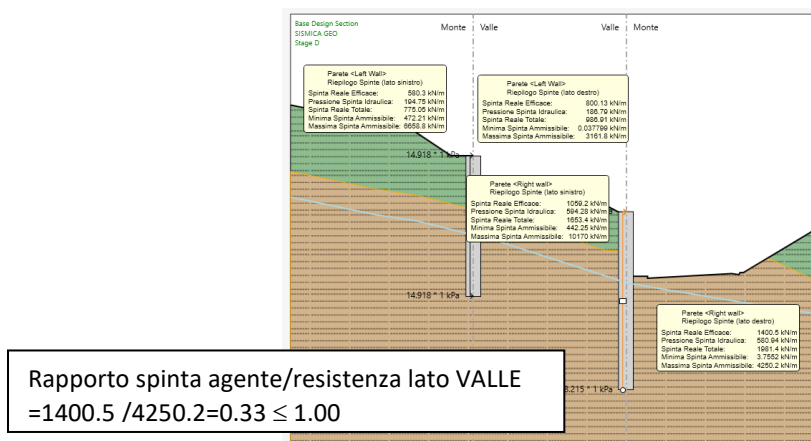 Base Design Section
SISMICA GEO
Stage D
Monte Valle
Valle Monte
Parete <Left Wall>
Riepilogo Spinte (lato sinistro)
Spinta Reale Efficace: 580.3 kN/m
Pressione Spinta Idraulica: 194.75 kN/m
Spinta Reale Totale: 775.05 kN/m
Minima Spinta Ammissibile: 472.21 kN/m
Massima Spinta Ammissibile: 6658.8 kN/m
Parete <Left Wall>
Riepilogo Spinte (lato destro)
Spinta Reale Efficace: 800.13 kN/m
Pressione Spinta Idraulica: 186.79 kN/m
Spinta Reale Totale: 986.91 kN/m
Minima Spinta Ammissibile: 0.037799 kN/m
Massima Spinta Ammissibile: 3161.8 kN/m
14.918 * 1 kPa
Parete <Right wall>
Riepilogo Spinte (lato sinistro)
Spinta Reale Efficace: 1059.2 kN/m
Pressione Spinta Idraulica: 594.28 kN/m
Spinta Reale Totale: 1653.4 kN/m
Minima Spinta Ammissibile: 442.25 kN/m
Massima Spinta Ammissibile: 10170 kN/m
14.918 * 1 kPa
Parete <Right wall>
Riepilogo Spinte (lato destro)
Spinta Reale Efficace: 1400.5 kN/m
Pressione Spinta Idraulica: 580.94 kN/m
Spinta Reale Totale: 1981.4 kN/m
Minima Spinta Ammissibile: 3.7552 kN/m
Massima Spinta Ammissibile: 4250.2 kN/m
8.215 * 1 kPa
Rapporto spinta agente/resistenza lato VALLE
=1400.5 /4250.2=0.33 ≤ 1.00